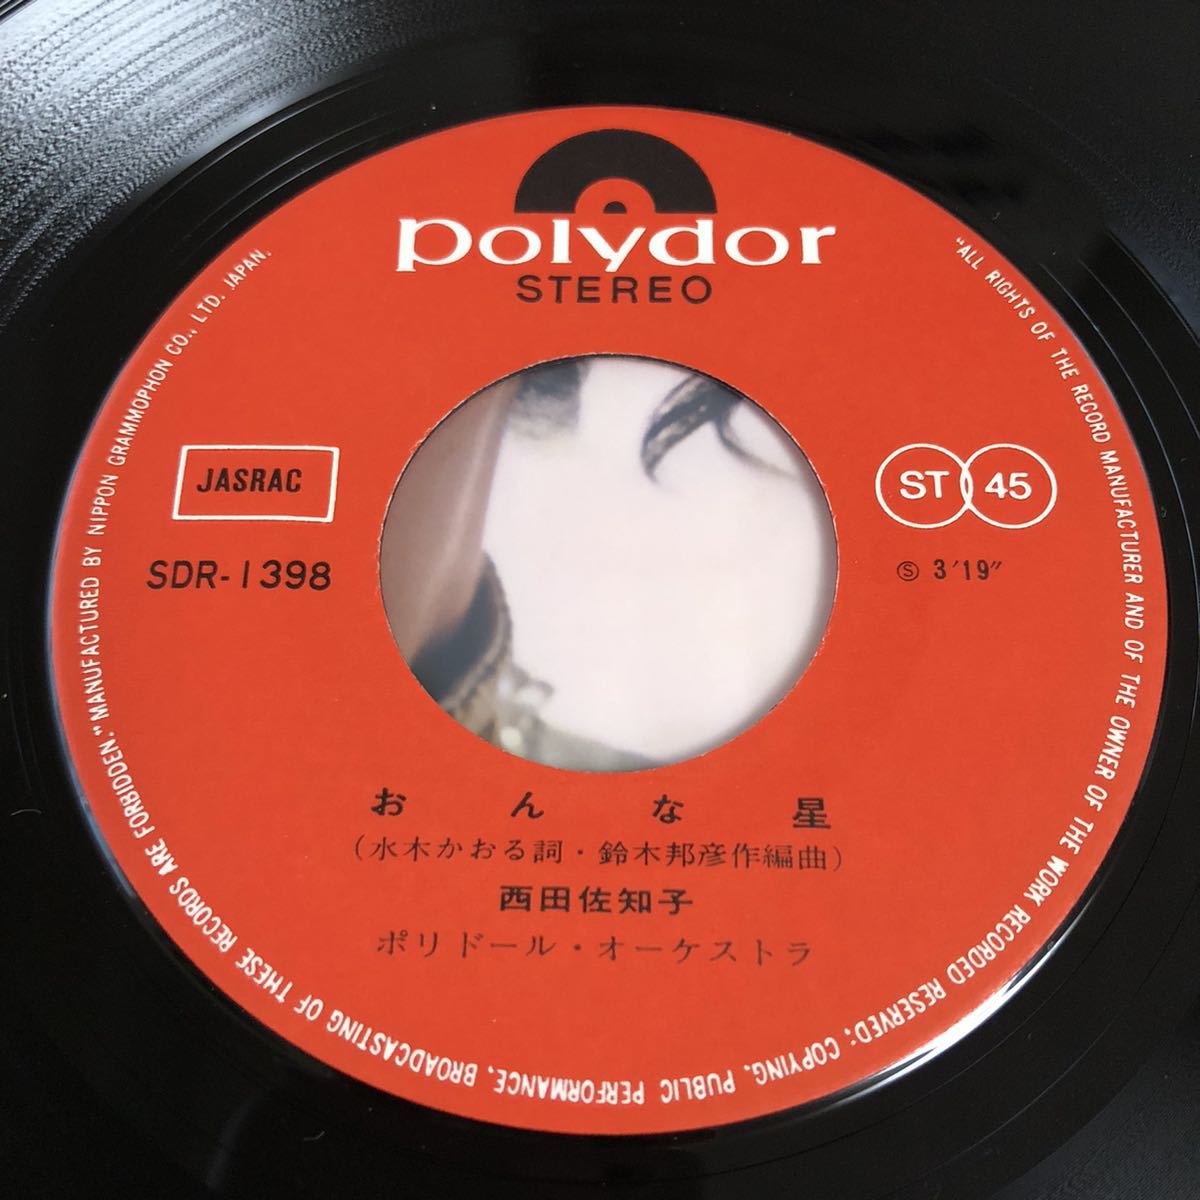 polydor
STEREO
JASRAC
SDR-1398
ST 45
Ⓢ 3'19"
おんな星
(水木かおる詞・鈴木邦彦作編曲)
西田佐知子
ポリドール・オーケストラ
"ALL RIGHTS OF THE RECORD MANUFACTURER AND OF THE OWNER OF THE WORK RECORDED RESERVED; COPYING, PUBLIC PERFORMANCE, BROADCASTING OF THESE RECORDS ARE FORBIDDEN." MANUFACTURED BY NIPPON GRAMMOPHON CO., LTD. JAPAN.